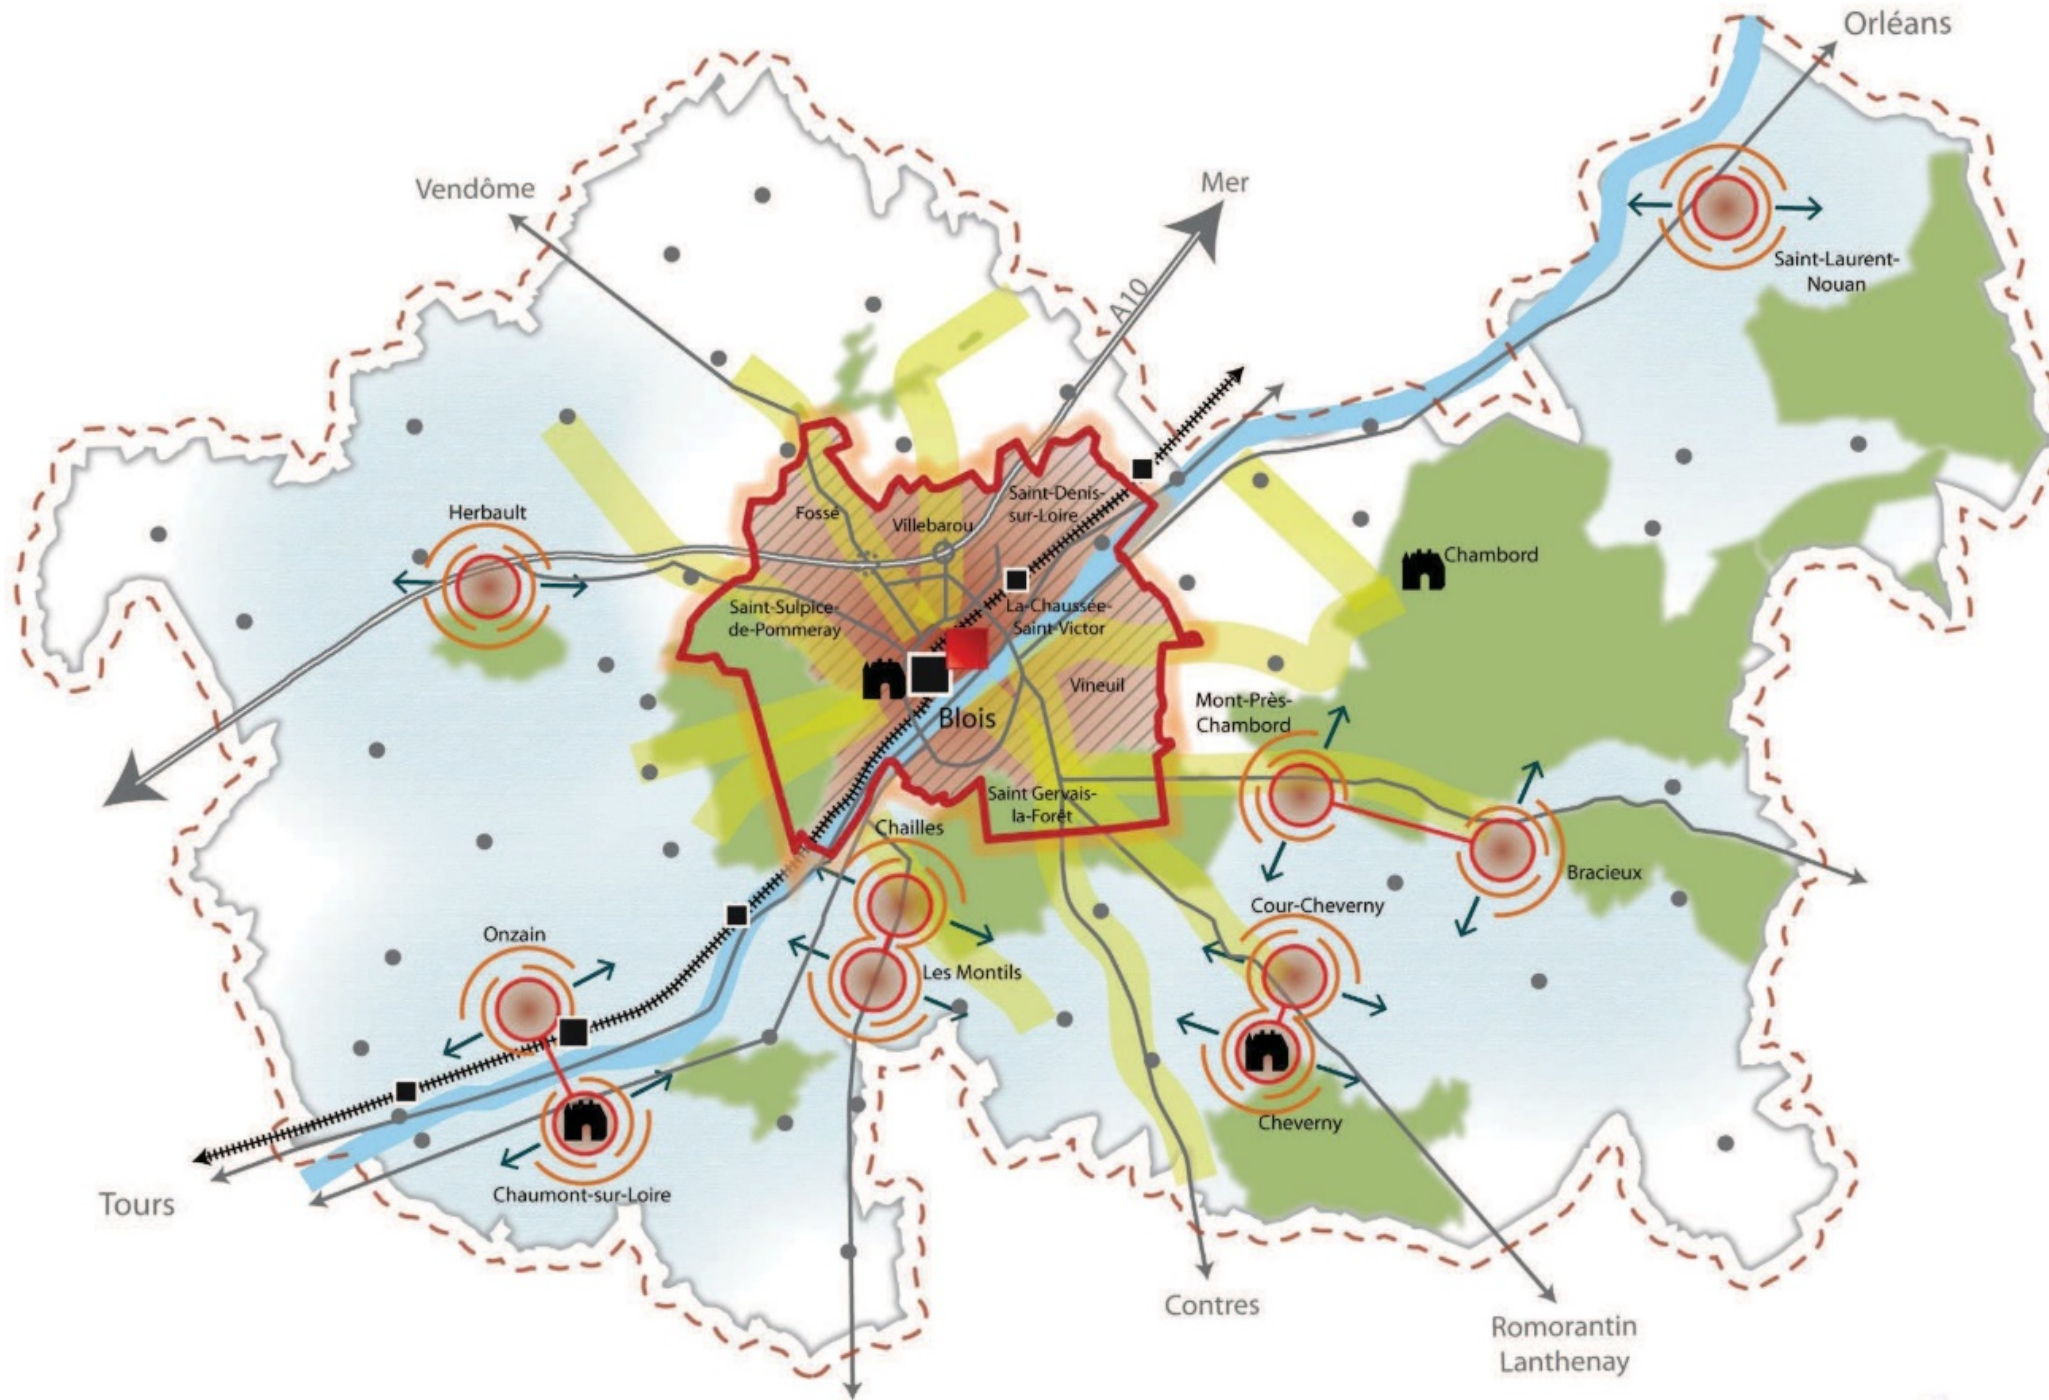 Orléans
Vendôme
Mer
A10
Saint-Laurent-
Nouan
Herbault
Fossé
Villebarou
Saint-Denis-
sur-Loire
Chambord
Saint-Sulpice-
de-Pommeray
La-Chaussée-
Saint-Victor
Vineuil
Blois
Mont-Près-
Chambord
Saint Gervais-
la-Forêt
Chailles
Bracieux
Cour-Cheverny
Onzain
Les Montils
Cheverny
Chaumont-sur-Loire
Tours
Contres
Romorantin
Lanthenay